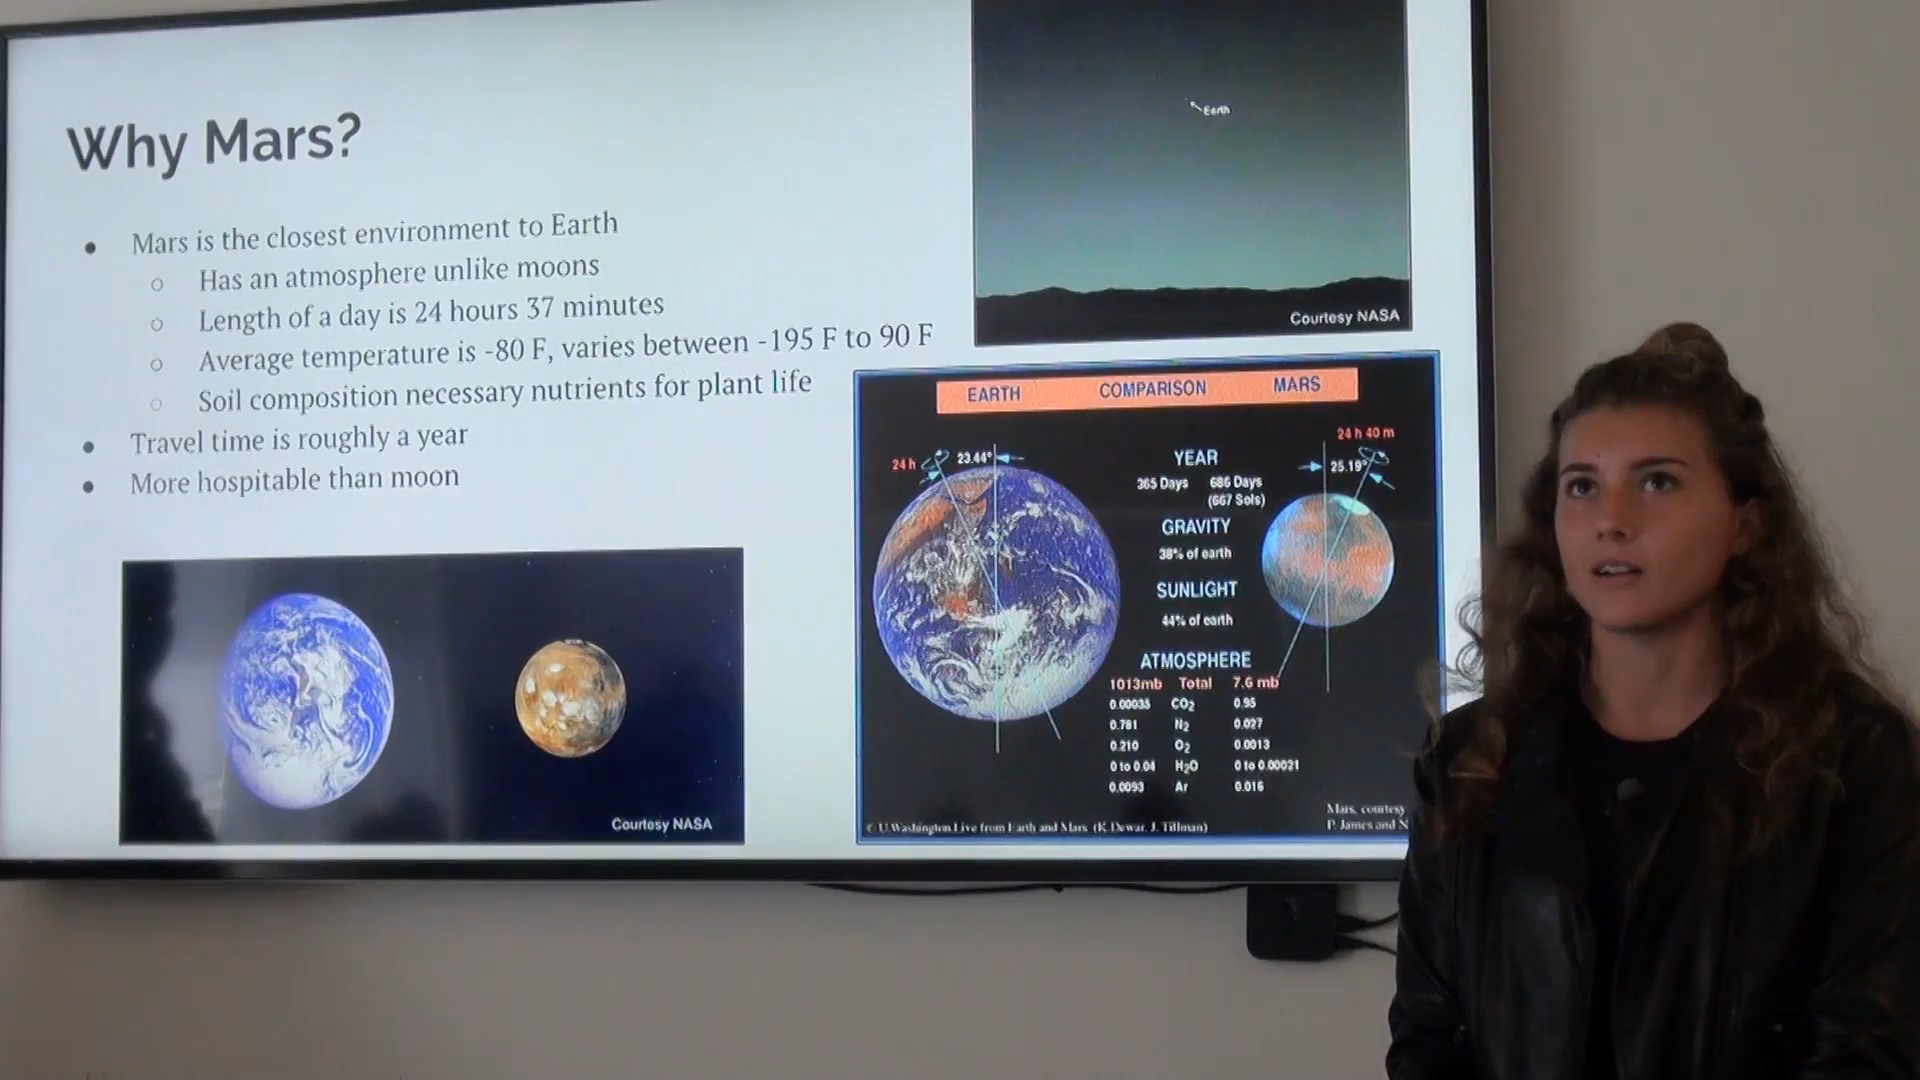 Why Mars?
● Mars is the closest environment to Earth
○ Has an atmosphere unlike moons
○ Length of a day is 24 hours 37 minutes
○ Average temperature is -80 F, varies between -195 F to 90 F
○ Soil composition necessary nutrients for plant life
● Travel time is roughly a year
● More hospitable than moon
Courtesy NASA
Earth
Courtesy NASA
EARTH COMPARISON MARS
24 h 23.44°
24 h 40 m
25.19°
YEAR
365 Days 686 Days
(667 Sols)
GRAVITY
38% of earth
SUNLIGHT
44% of earth
ATMOSPHERE
1013mb Total 7.6 mb
0.00035 CO2 0.95
0.781 N2 0.027
0.210 O2 0.0013
0 to 0.04 H2O 0 to 0.00021
0.0093 Ar 0.016
© U.Washington Live from Earth and Mars (K. Dewar, J. Tillman)
Mars, courtesy
P. James and N